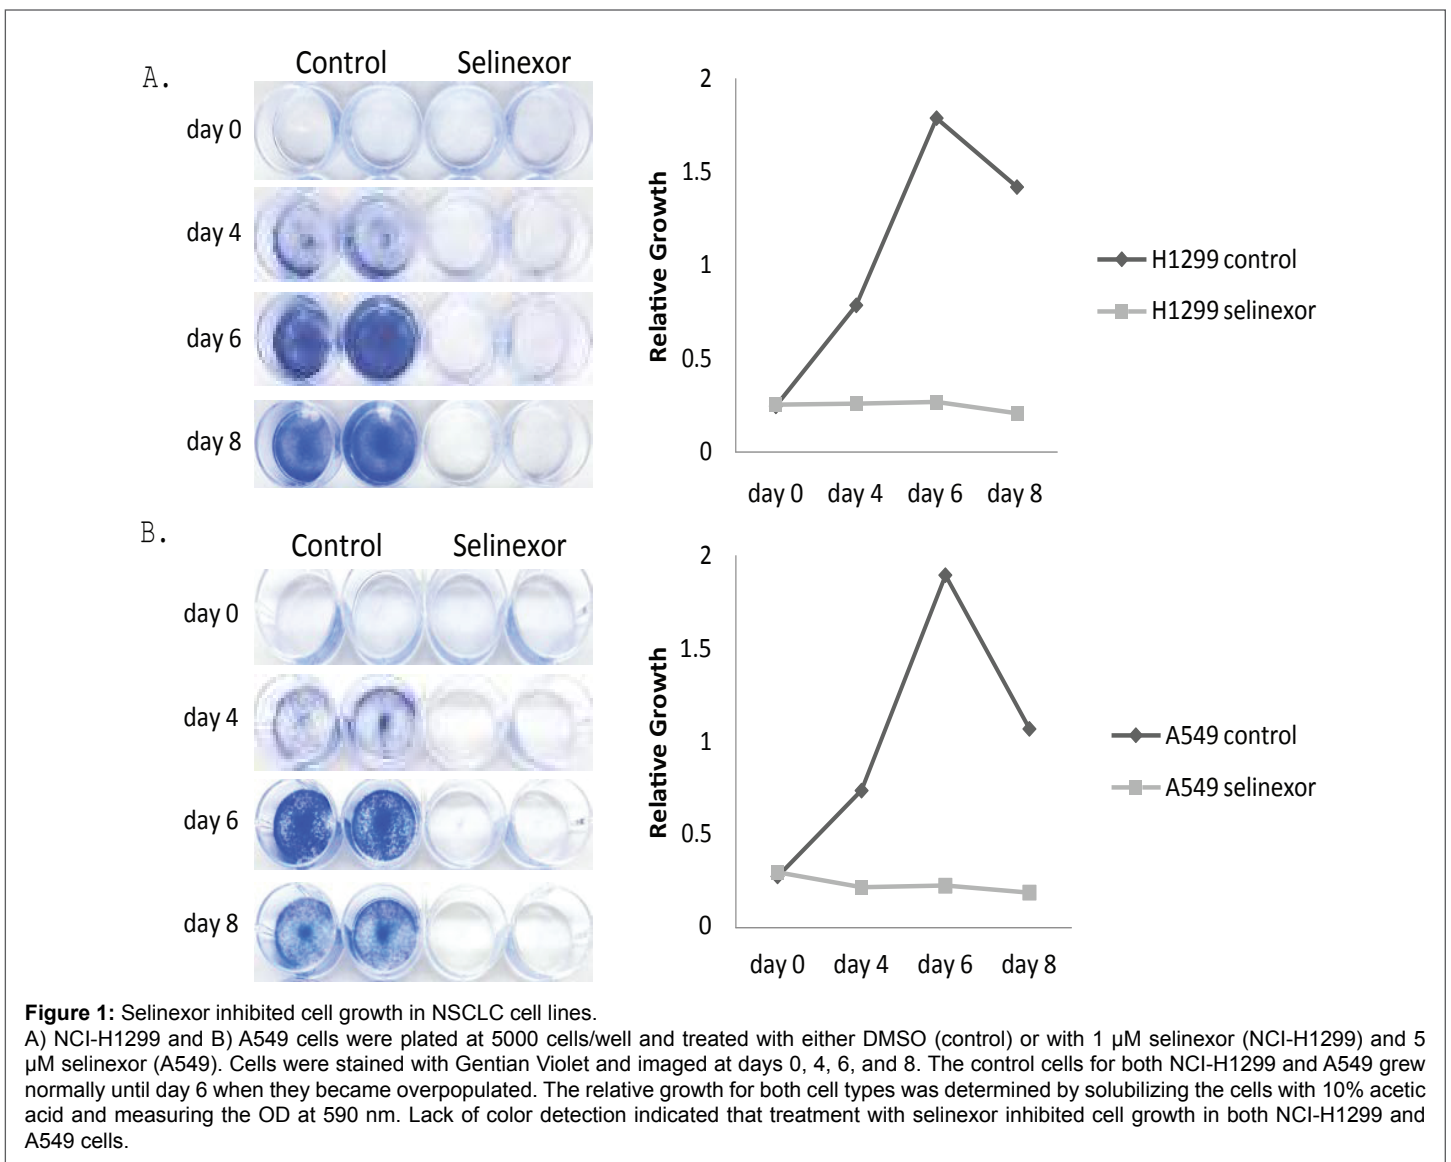 A.
Control Selinexor
day 0
day 4
day 6
day 8
2
1.5
1
0.5
0
Relative Growth
day 0 day 4 day 6 day 8
H1299 control
H1299 selinexor
B.
Control Selinexor
day 0
day 4
day 6
day 8
2
1.5
1
0.5
0
Relative Growth
day 0 day 4 day 6 day 8
A549 control
A549 selinexor
Figure 1: Selinexor inhibited cell growth in NSCLC cell lines.
A) NCI-H1299 and B) A549 cells were plated at 5000 cells/well and treated with either DMSO (control) or with 1 µM selinexor (NCI-H1299) and 5
µM selinexor (A549). Cells were stained with Gentian Violet and imaged at days 0, 4, 6, and 8. The control cells for both NCI-H1299 and A549 grew
normally until day 6 when they became overpopulated. The relative growth for both cell types was determined by solubilizing the cells with 10% acetic
acid and measuring the OD at 590 nm. Lack of color detection indicated that treatment with selinexor inhibited cell growth in both NCI-H1299 and
A549 cells.